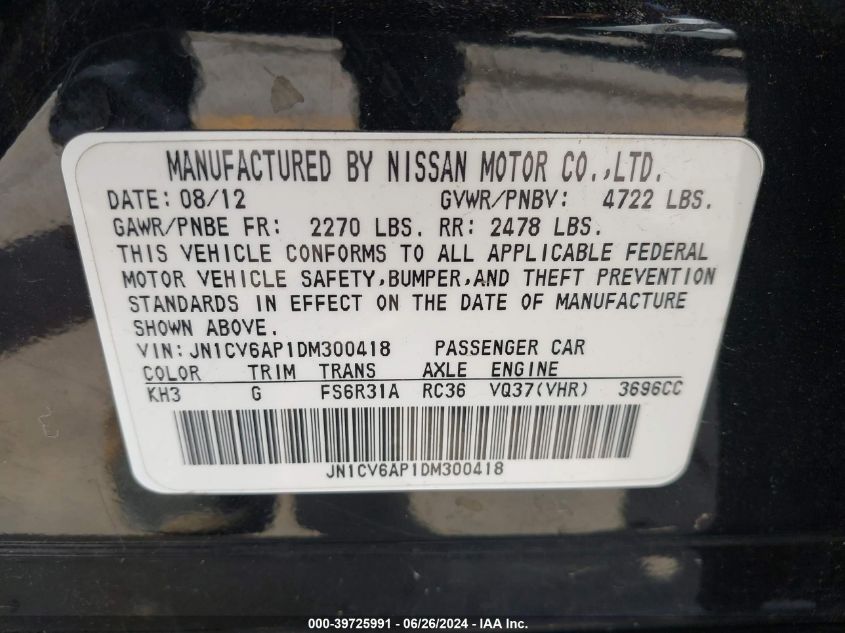 MANUFACTURED BY NISSAN MOTOR CO.,LTD.
DATE: 08/12 GVWR/PNBV: 4722 LBS.
GAWR/PNBE FR: 2270 LBS. RR: 2478 LBS.
THIS VEHICLE CONFORMS TO ALL APPLICABLE FEDERAL
MOTOR VEHICLE SAFETY,BUMPER,AND THEFT PREVENTION
STANDARDS IN EFFECT ON THE DATE OF MANUFACTURE
SHOWN ABOVE.
VIN:JN1CV6AP1DM300418 PASSENGER CAR
COLOR TRIM TRANS AXLE ENGINE
KH3 G FS6R31A RC36 VQ37(VHR) 3696CC
JN1CV6AP1DM300418
000-39725991 - 06/26/2024 - IAA Inc.